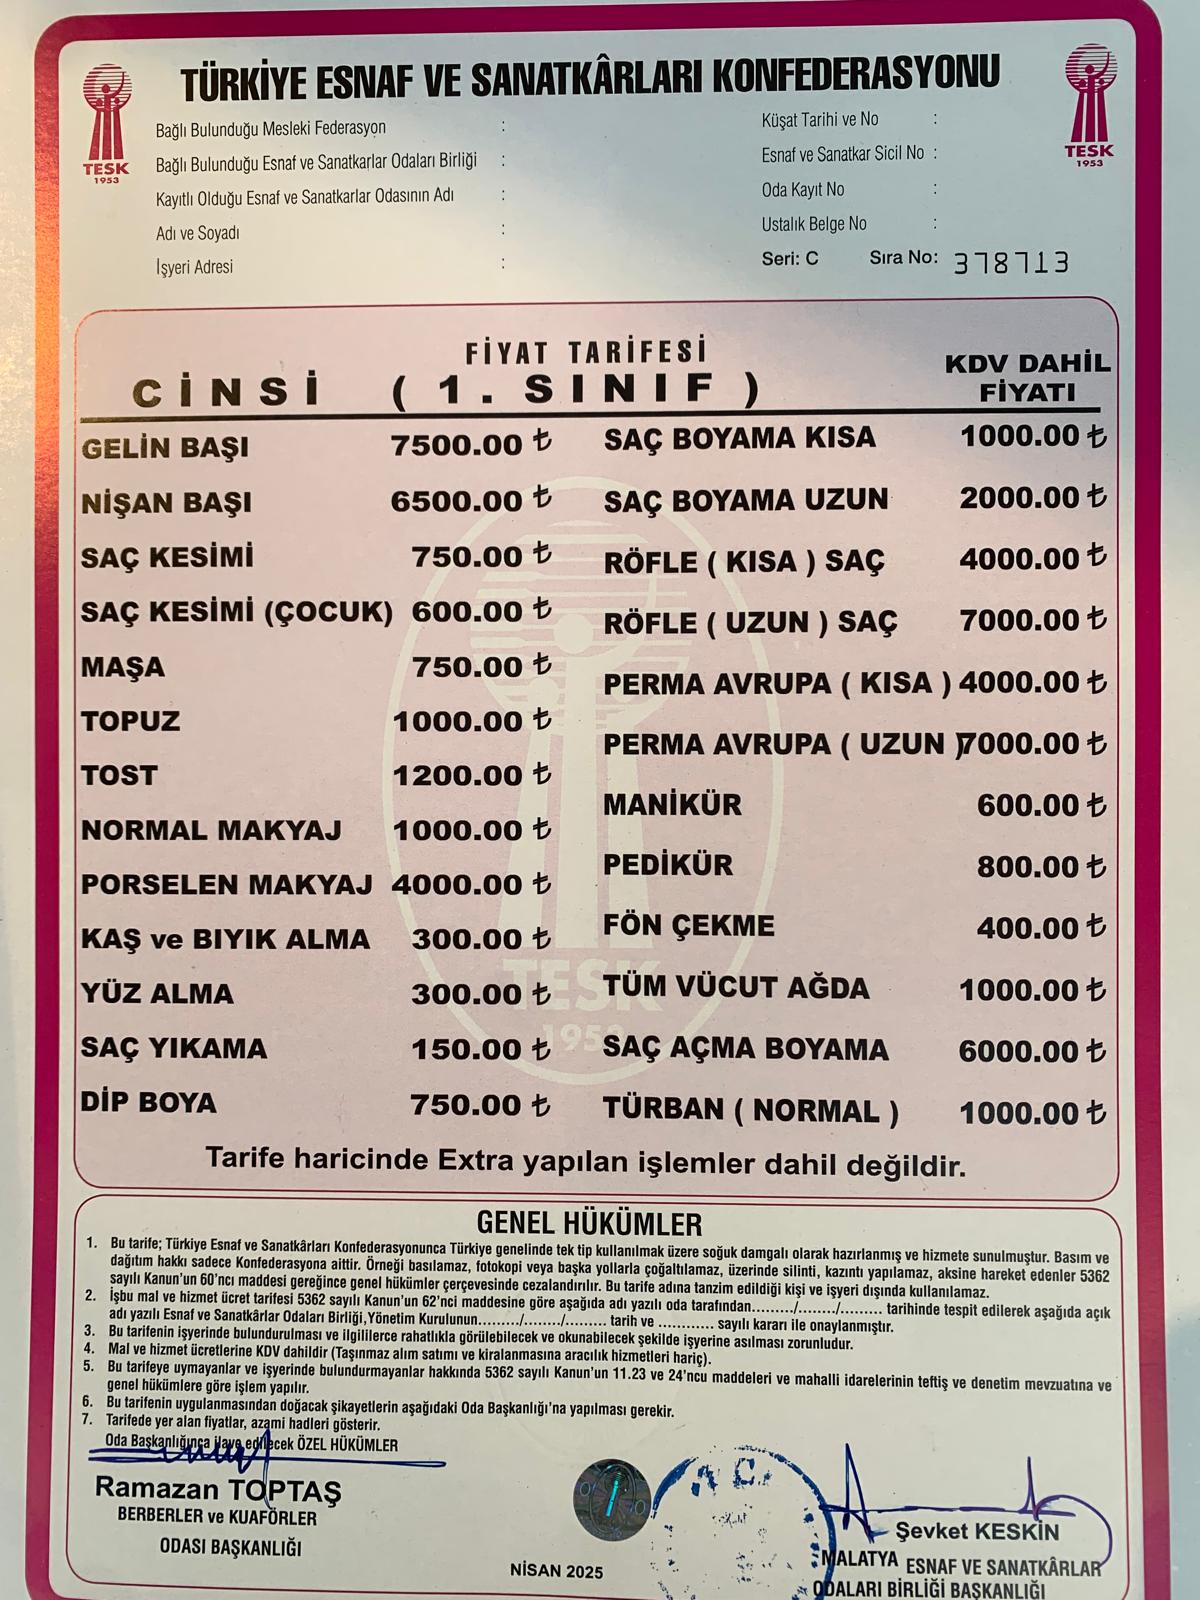 TÜRKİYE ESNAF VE SANATKÂRLARI KONFEDERASYONU
TESK
1953
TESK
1953
Bağlı Bulunduğu Mesleki Federasyon :
Bağlı Bulunduğu Esnaf ve Sanatkarlar Odaları Birliği :
Kayıtlı Olduğu Esnaf ve Sanatkarlar Odasının Adı :
Adı ve Soyadı :
İşyeri Adresi :
Küşat Tarihi ve No :
Esnaf ve Sanatkar Sicil No :
Oda Kayıt No :
Ustalık Belge No :
Seri: C Sıra No: 378713
FİYAT TARİFESİ
CİNSİ ( 1. SINIF )
KDV DAHİL
FİYATI
GELİN BAŞI 7500.00 ₺
NİŞAN BAŞI 6500.00 ₺
SAÇ KESİMİ 750.00 ₺
SAÇ KESİMİ (ÇOCUK) 600.00 ₺
MAŞA 750.00 ₺
TOPUZ 1000.00 ₺
TOST 1200.00 ₺
NORMAL MAKYAJ 1000.00 ₺
PORSELEN MAKYAJ 4000.00 ₺
KAŞ ve BIYIK ALMA 300.00 ₺
YÜZ ALMA 300.00 ₺
SAÇ YIKAMA 150.00 ₺
DİP BOYA 750.00 ₺
SAÇ BOYAMA KISA 1000.00 ₺
SAÇ BOYAMA UZUN 2000.00 ₺
RÖFLE ( KISA ) SAÇ 4000.00 ₺
RÖFLE ( UZUN ) SAÇ 7000.00 ₺
PERMA AVRUPA ( KISA ) 4000.00 ₺
PERMA AVRUPA ( UZUN ) 7000.00 ₺
MANİKÜR 600.00 ₺
PEDİKÜR 800.00 ₺
FÖN ÇEKME 400.00 ₺
TÜM VÜCUT AĞDA 1000.00 ₺
SAÇ AÇMA BOYAMA 6000.00 ₺
TÜRBAN ( NORMAL ) 1000.00 ₺
TESK
1953
Tarife haricinde Extra yapılan işlemler dahil değildir.
GENEL HÜKÜMLER
1. Bu tarife; Türkiye Esnaf ve Sanatkârları Konfederasyonunca Türkiye genelinde tek tip kullanılmak üzere soğuk damgalı olarak hazırlanmış ve hizmete sunulmuştur. Basım ve
dağıtım hakkı sadece Konfederasyona aittir. Örneği basılamaz, fotokopi veya başka yollarla çoğaltılamaz, üzerinde silinti, kazıntı yapılamaz, aksine hareket edenler 5362
sayılı Kanun'un 60'ncı maddesi gereğince genel hükümler çerçevesinde cezalandırılır. Bu tarife adına tanzim edildiği kişi ve işyeri dışında kullanılamaz.
2. İşbu mal ve hizmet ücret tarifesi 5362 sayılı Kanun'un 62'nci maddesine göre aşağıda adı yazılı oda tarafından......../......../......... tarihinde tespit edilerek aşağıda açık
adı yazılı Esnaf ve Sanatkarlar Odaları Birliği,Yönetim Kurulunun......../......../......... tarih ve ............ sayılı kararı ile onaylanmıştır.
3. Bu tarifenin işyerinde bulundurulması ve ilgililerce rahatlıkla görülebilecek ve okunabilecek şekilde işyerine asılması zorunludur.
4. Mal ve hizmet ücretlerine KDV dahildir (Taşınmaz alım satımı ve kiralanmasına aracılık hizmetleri hariç).
5. Bu tarifeye uymayanlar ve işyerinde bulundurmayanlar hakkında 5362 sayılı Kanun'un 11.23 ve 24'ncu maddeleri ve mahalli idarelerinin teftiş ve denetim mevzuatına ve
genel hükümlere göre işlem yapılır.
6. Bu tarifenin uygulanmasından doğacak şikayetlerin aşağıdaki Oda Başkanlığı'na yapılması gerekir.
7. Tarifede yer alan fiyatlar, azami hadleri gösterir.
Oda Başkanlığınca ilave edilecek ÖZEL HÜKÜMLER
Ramazan TOPTAŞ
BERBERLER ve KUAFÖRLER
ODASI BAŞKANLIĞI
NİSAN 2025
Şevket KESKİN
MALATYA ESNAF VE SANATKÂRLAR
ODALARI BİRLİĞİ BAŞKANLIĞI